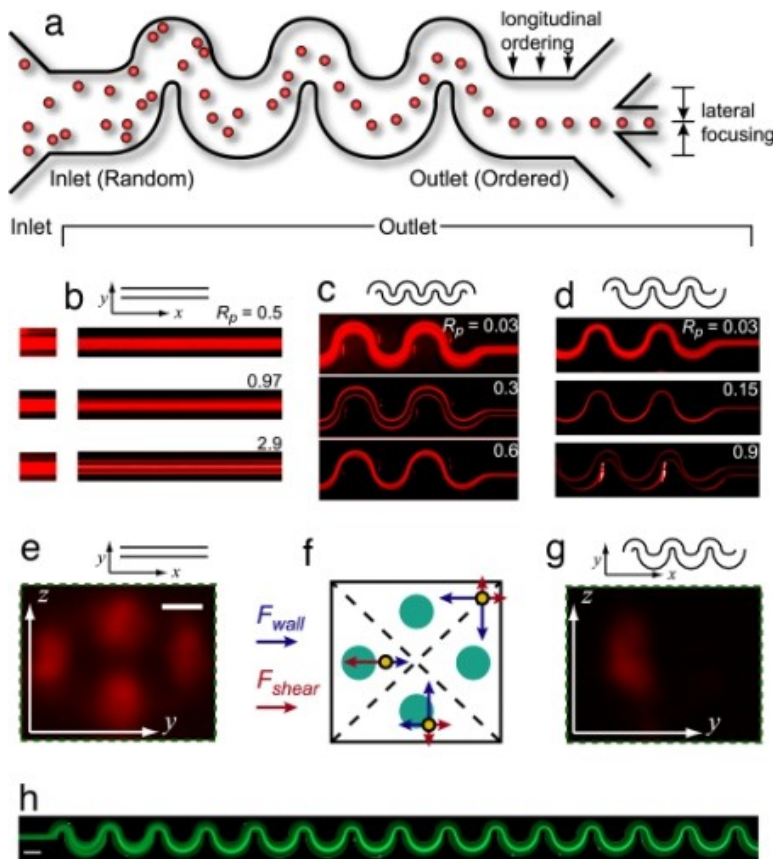 a
longitudinal
ordering
lateral
focusing
Inlet (Random)
Outlet (Ordered)
Inlet
Outlet
b
y
x
R_p = 0.5
0.97
2.9
c
R_p = 0.03
0.3
0.6
d
R_p = 0.03
0.15
0.9
e
y
x
z
y
f
F_wall
F_shear
g
y
x
z
y
h